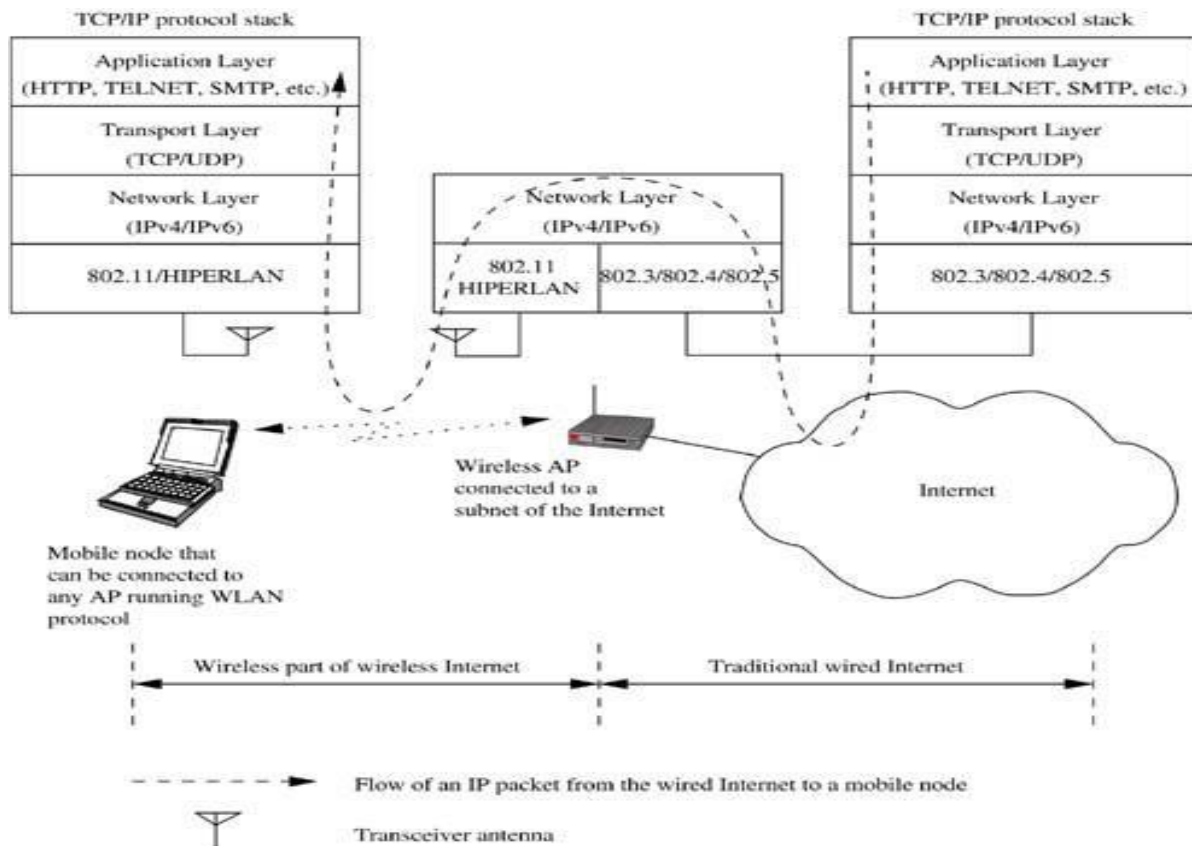 TCP/IP protocol stack
Application Layer
(HTTP, TELNET, SMTP, etc.)
Transport Layer
(TCP/UDP)
Network Layer
(IPv4/IPv6)
802.11/HIPERLAN
Network Layer
(IPv4/IPv6)
802.11
HIPERLAN
802.3/802.4/802.5
TCP/IP protocol stack
Application Layer
(HTTP, TELNET, SMTP, etc.)
Transport Layer
(TCP/UDP)
Network Layer
(IPv4/IPv6)
802.3/802.4/802.5
Mobile node that
can be connected to
any AP running WLAN
protocol
Wireless AP
connected to a
subnet of the Internet
Internet
Wireless part of wireless Internet
Traditional wired Internet
Flow of an IP packet from the wired Internet to a mobile node
Transceiver antenna